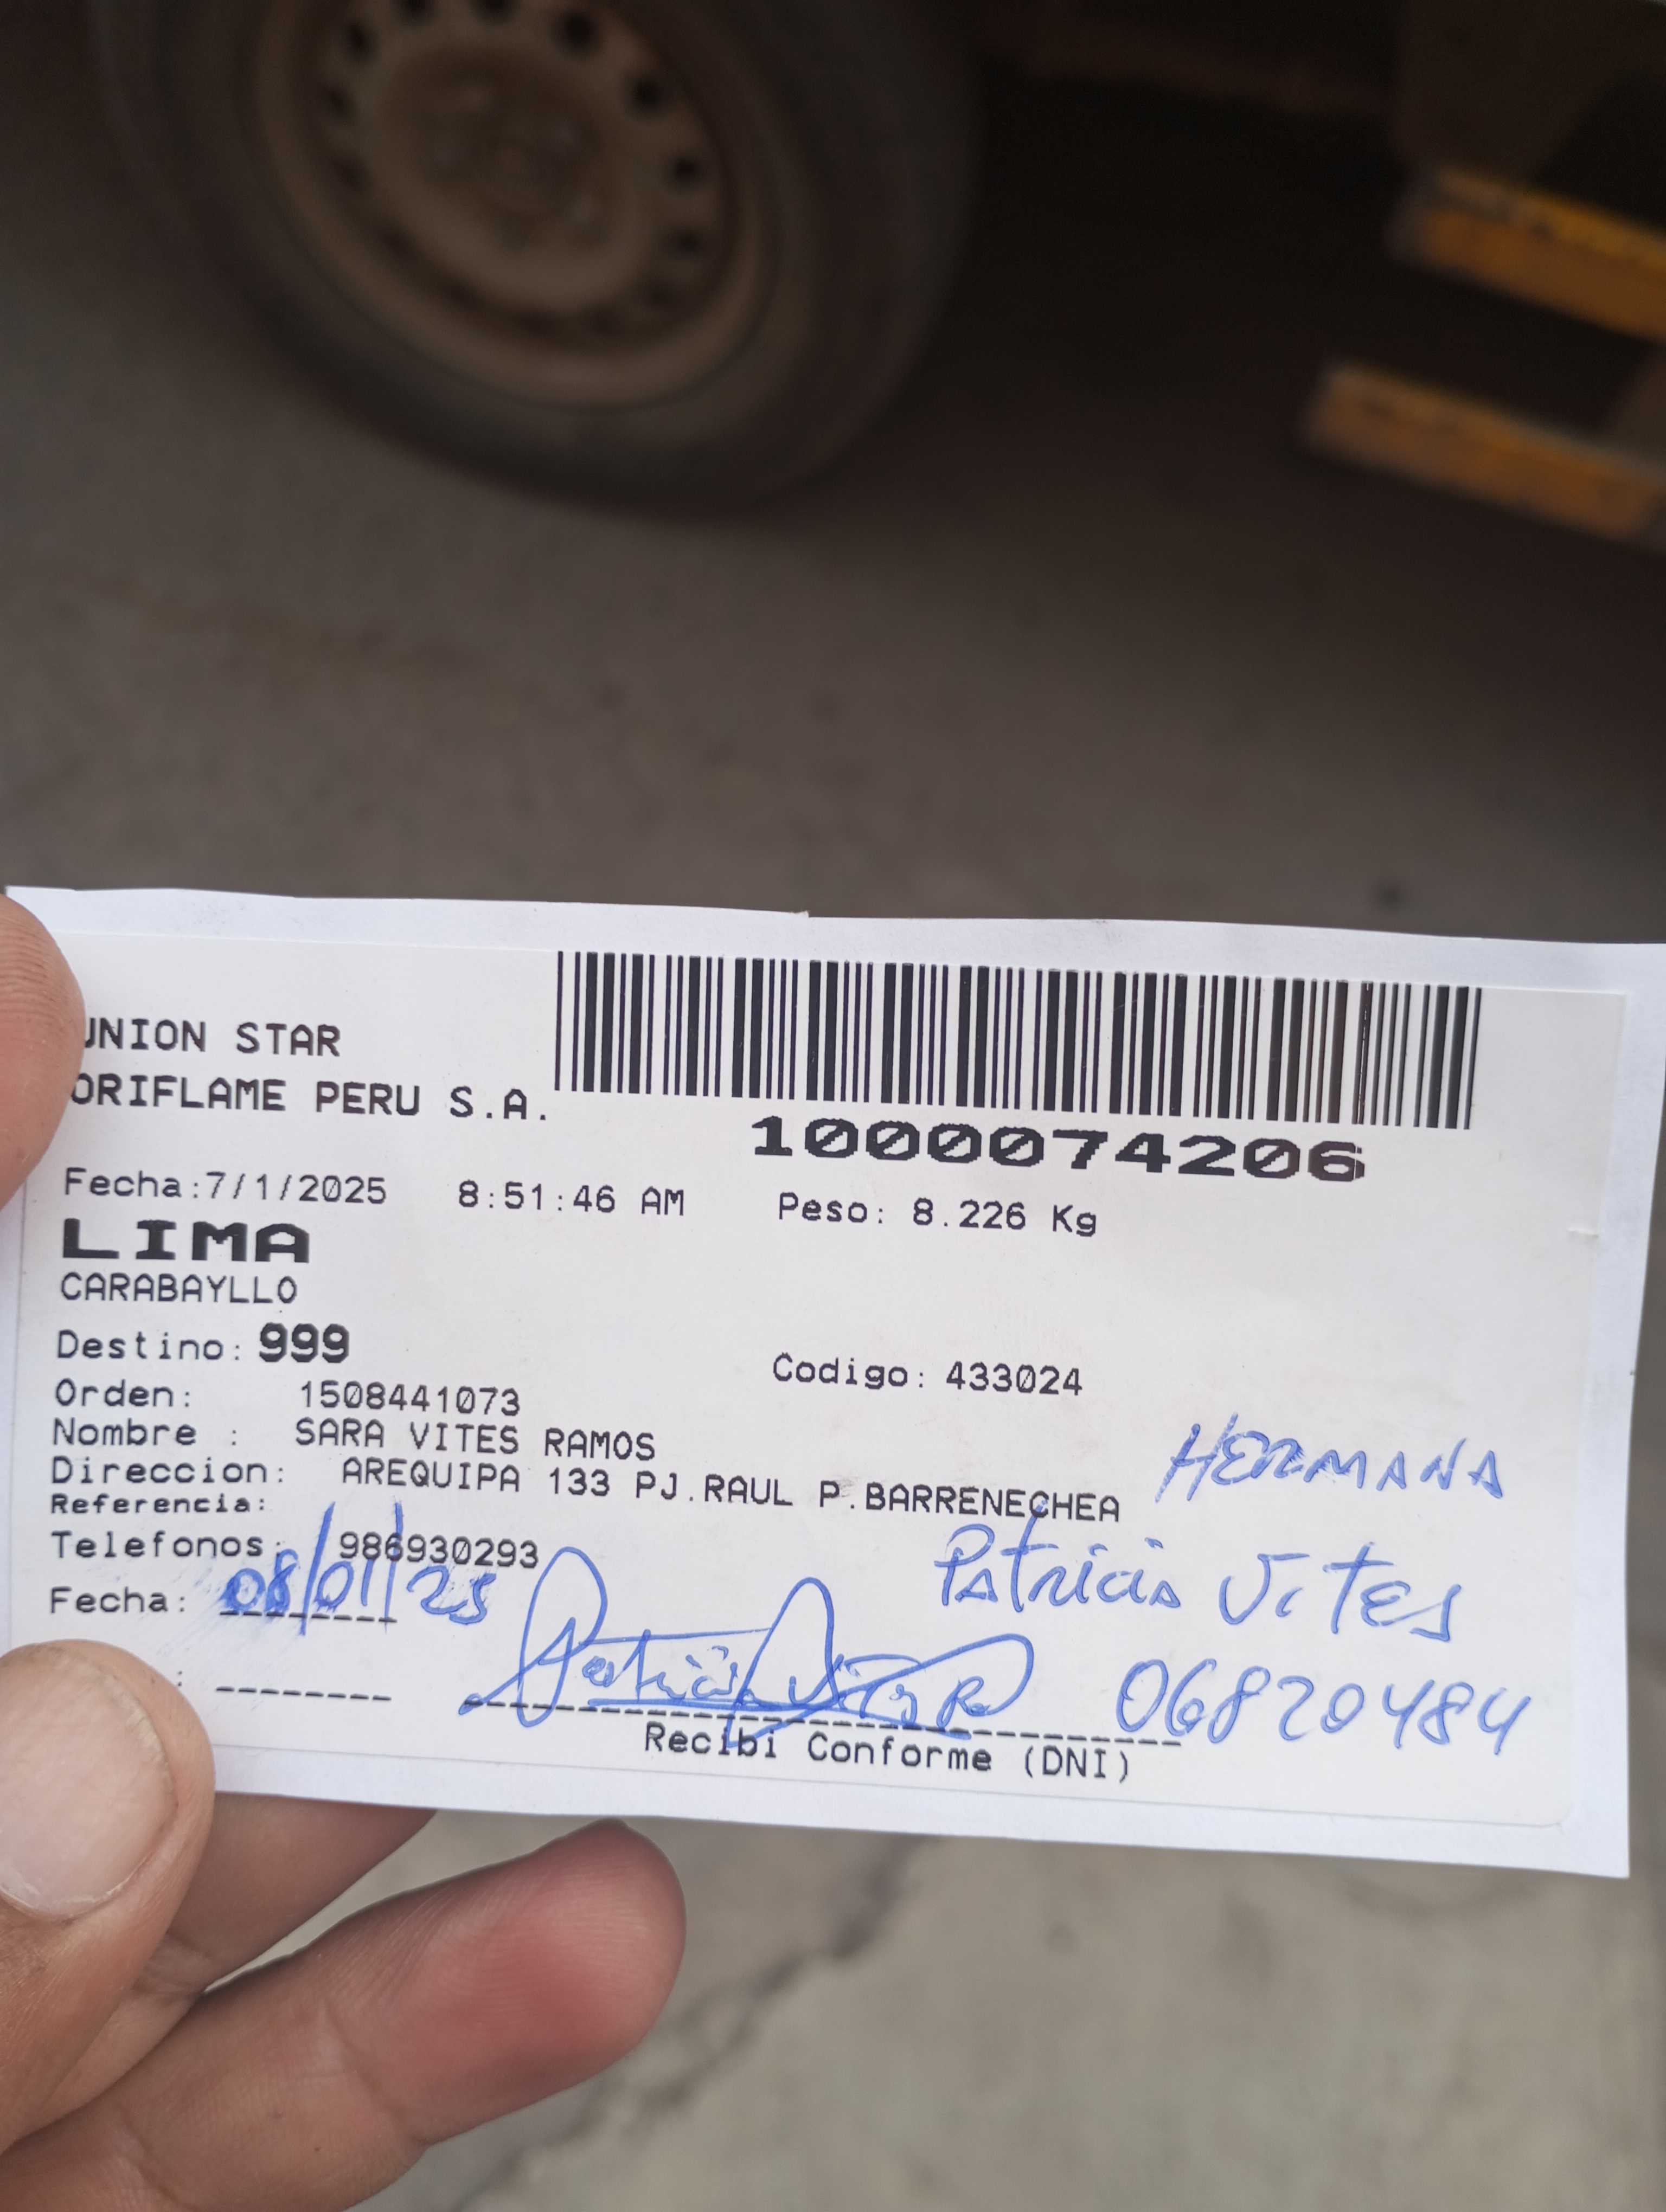 UNION STAR
ORIFLAME PERU S.A.
1000074206
Fecha:7/1/2025 8:51:46 AM Peso: 8.226 Kg
LIMA
CARABAYLLO
Destino: 999
Codigo: 433024
Orden: 1508441073
Nombre : SARA VITES RAMOS
HERMANA
Direccion: AREQUIPA 133 PJ.RAUL P.BARRENECHEA
Referencia:
Telefonos: 986930293
Patricia Vites
Fecha: 08/01/25
Patricia Vites R
06820484
Recibi Conforme (DNI)